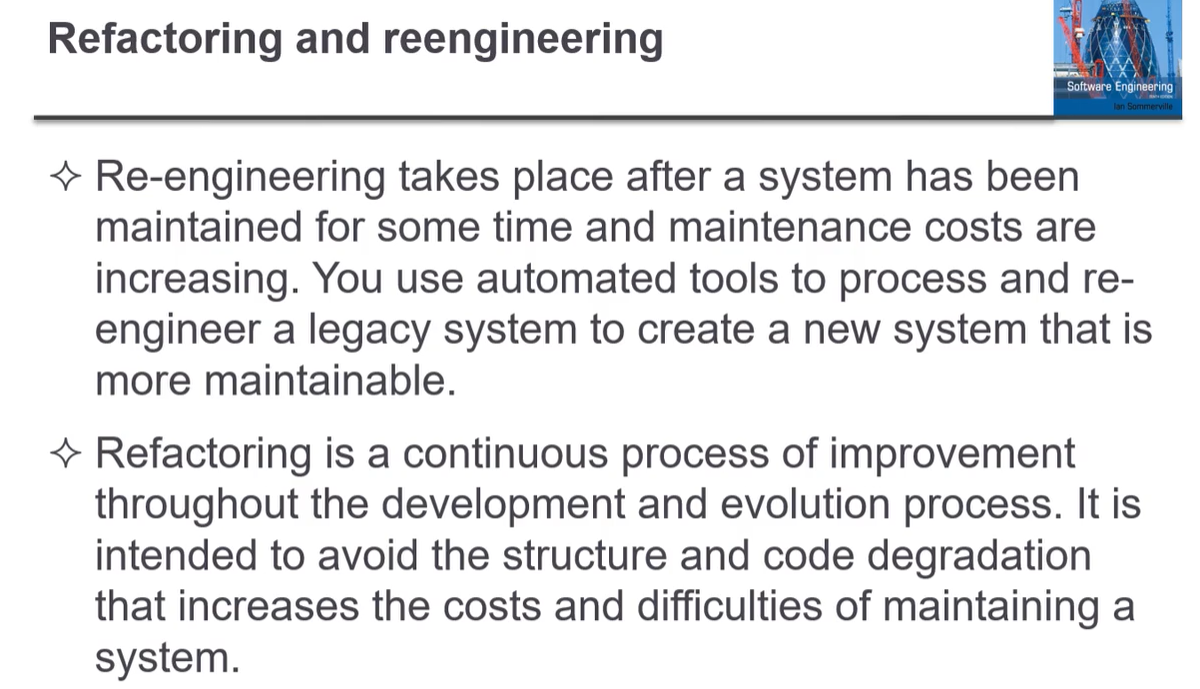 Refactoring and reengineering
Software Engineering
Ian Sommerville
✧ Re-engineering takes place after a system has been
maintained for some time and maintenance costs are
increasing. You use automated tools to process and re-
engineer a legacy system to create a new system that is
more maintainable.
✧ Refactoring is a continuous process of improvement
throughout the development and evolution process. It is
intended to avoid the structure and code degradation
that increases the costs and difficulties of maintaining a
system.